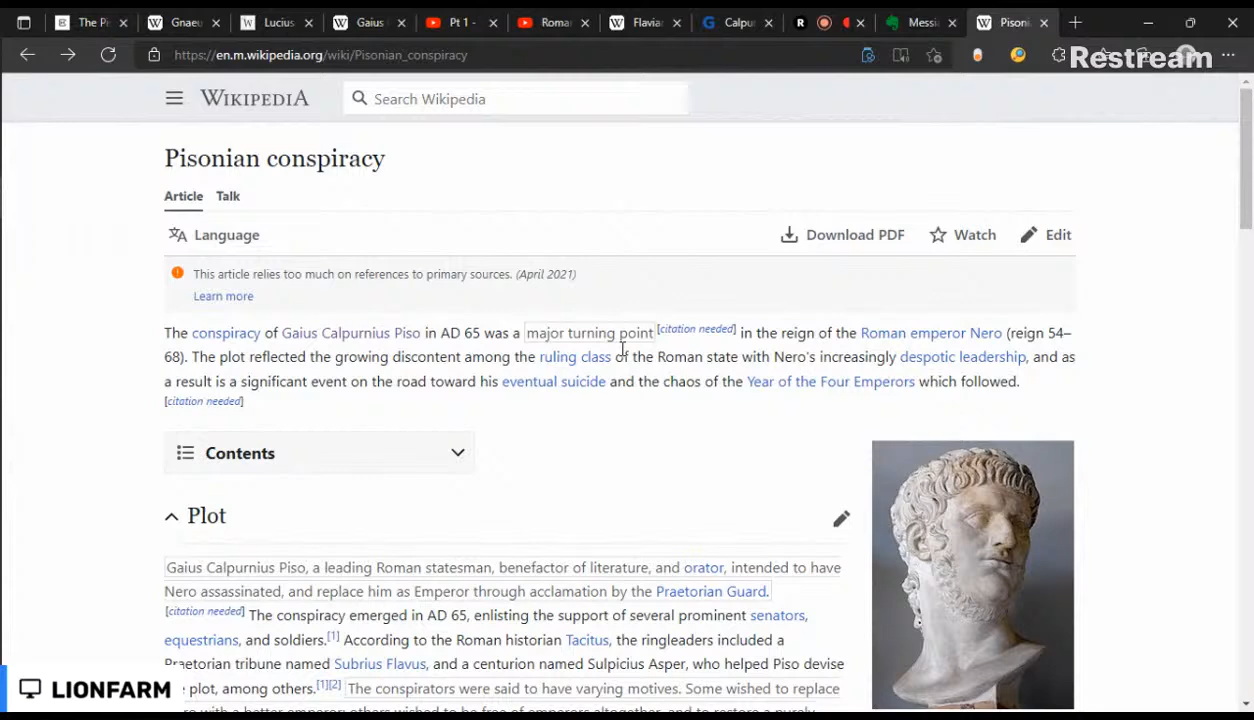 The P
Gnaeu
Lucius
Gaius
Pt 1 -
Roma
Flavia
Calpu
Messi
Pisoni
https://en.m.wikipedia.org/wiki/Pisonian_conspiracy
Restream
WIKIPEDIA
Search Wikipedia
Pisonian conspiracy
Article Talk
Language
Download PDF Watch Edit
This article relies too much on references to primary sources. (April 2021)
Learn more
The conspiracy of Gaius Calpurnius Piso in AD 65 was a major turning point [citation needed] in the reign of the Roman emperor Nero (reign 54–
68). The plot reflected the growing discontent among the ruling class of the Roman state with Nero's increasingly despotic leadership, and as
a result is a significant event on the road toward his eventual suicide and the chaos of the Year of the Four Emperors which followed.
[citation needed]
Contents
Plot
Gaius Calpurnius Piso, a leading Roman statesman, benefactor of literature, and orator, intended to have
Nero assassinated, and replace him as Emperor through acclamation by the Praetorian Guard.
[citation needed] The conspiracy emerged in AD 65, enlisting the support of several prominent senators,
equestrians, and soldiers.[1] According to the Roman historian Tacitus, the ringleaders included a
Praetorian tribune named Subrius Flavus, and a centurion named Sulpicius Asper, who helped Piso devise
plot, among others.[1][2] The conspirators were said to have varying motives. Some wished to replace
LIONFARM